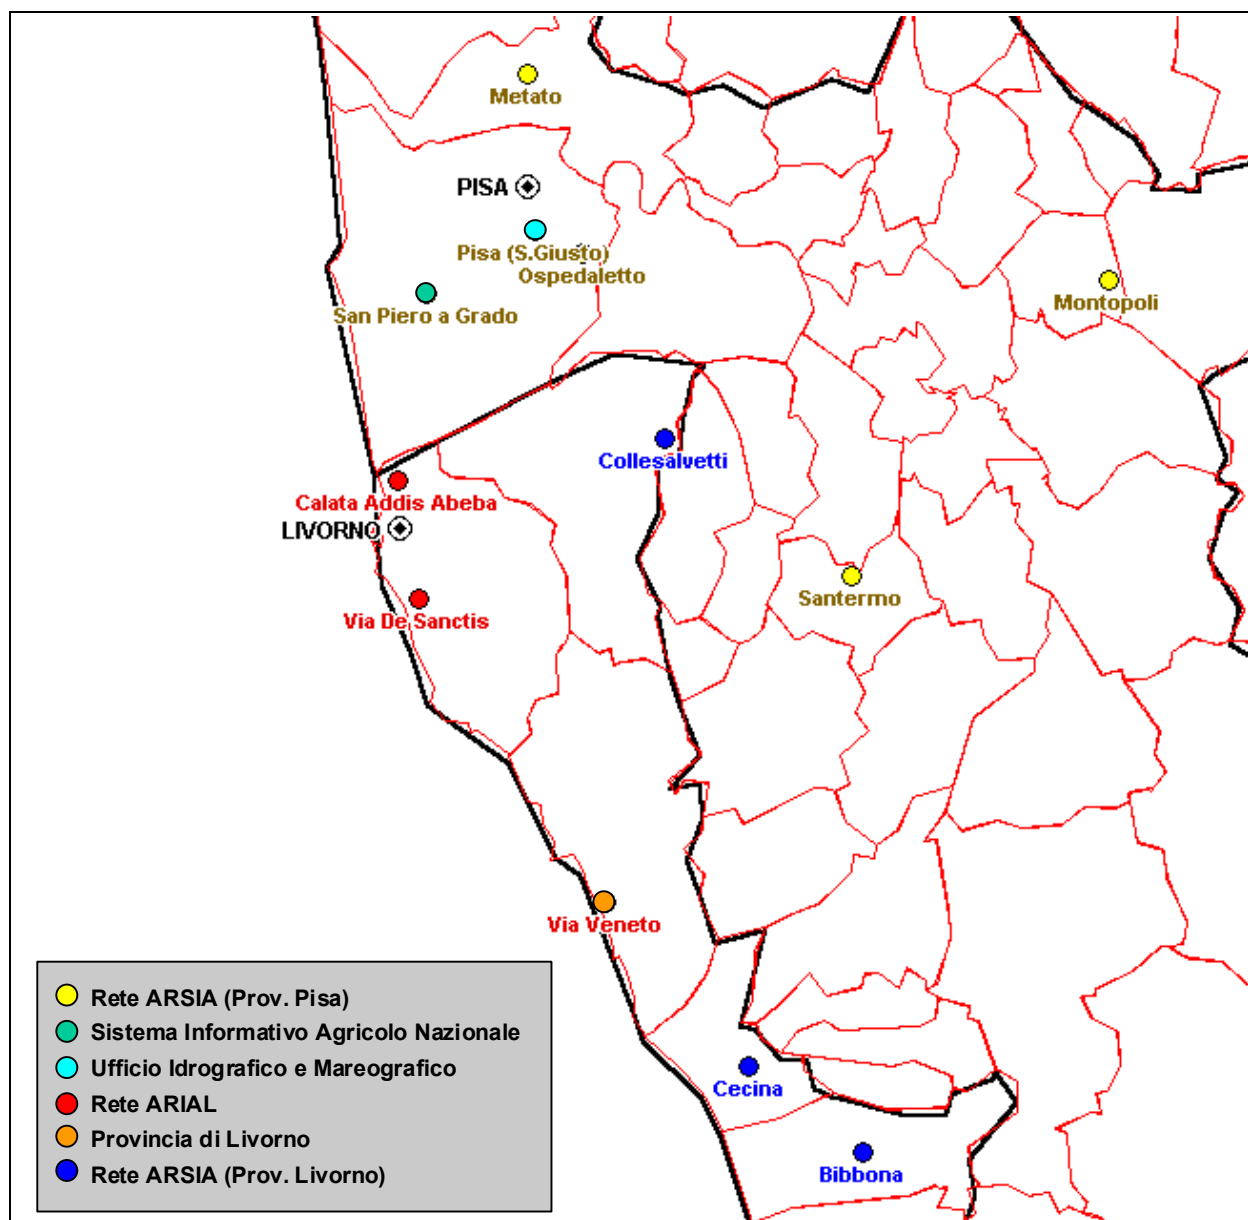 Metato
PISA
Pisa (S.Giusto)
Ospedaletto
San Piero a Grado
Montopoli
Collesalvetti
Calata Addis Abeba
LIVORNO
Santermo
Via De Sanctis
Via Veneto
Cecina
Bibbona
Rete ARSIA (Prov. Pisa)
Sistema Informativo Agricolo Nazionale
Ufficio Idrografico e Mareografico
Rete ARIAL
Provincia di Livorno
Rete ARSIA (Prov. Livorno)